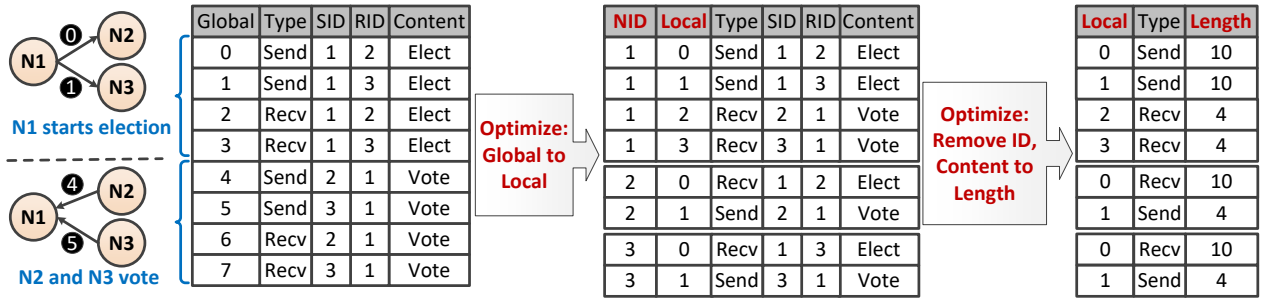 N1
N2
N3
0
1
N1 starts election
N1
N2
N3
4
5
N2 and N3 vote
Global Type SID RID Content
0 Send 1 2 Elect
1 Send 1 3 Elect
2 Recv 1 2 Elect
3 Recv 1 3 Elect
4 Send 2 1 Vote
5 Send 3 1 Vote
6 Recv 2 1 Vote
7 Recv 3 1 Vote
Optimize:
Global to
Local
NID Local Type SID RID Content
1 0 Send 1 2 Elect
1 1 Send 1 3 Elect
1 2 Recv 2 1 Vote
1 3 Recv 3 1 Vote
2 0 Recv 1 2 Elect
2 1 Send 2 1 Vote
3 0 Recv 1 3 Elect
3 1 Send 3 1 Vote
Optimize:
Remove ID,
Content to
Length
Local Type Length
0 Send 10
1 Send 10
2 Recv 4
3 Recv 4
0 Recv 10
1 Send 4
0 Recv 10
1 Send 4